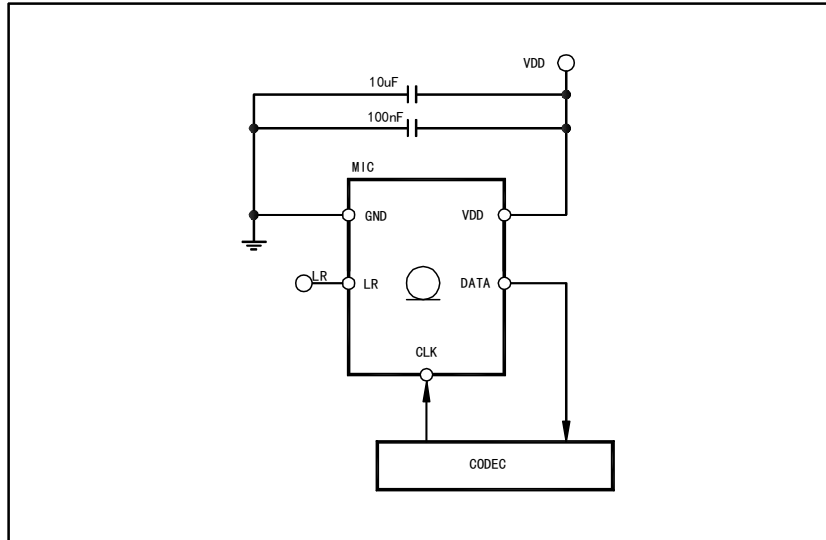 VDD
10uF
100nF
MIC
GND VDD
LR LR DATA
CLK
CODEC